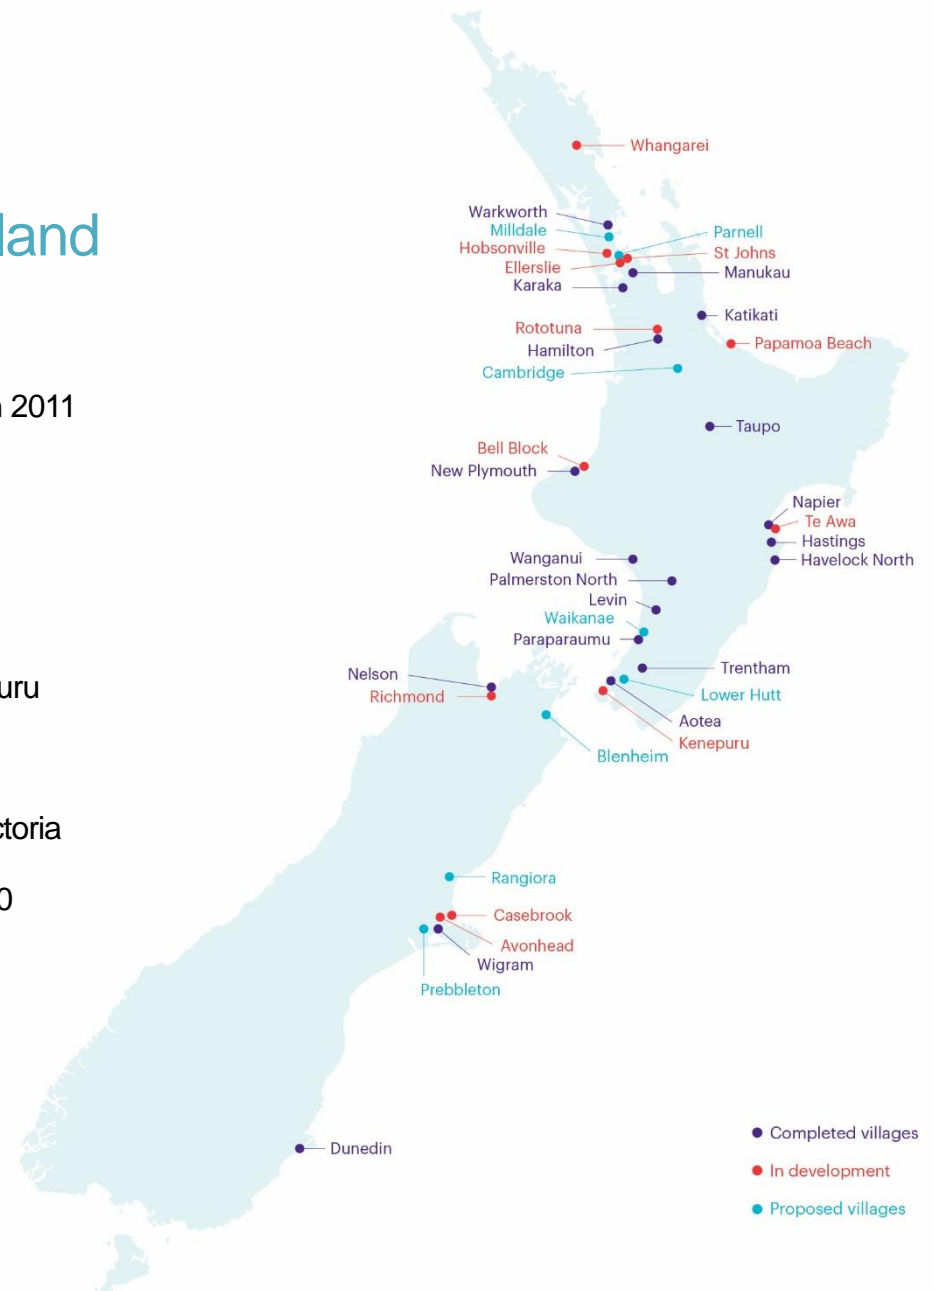 land
2011
uru
ctoria
0
Whangarei
Warkworth
Milldale
Hobsonville
Ellerslie
Karaka
Parnell
St Johns
Manukau
Katikati
Rototuna
Hamilton
Cambridge
Papamoa Beach
Taupo
Bell Block
New Plymouth
Napier
Te Awa
Hastings
Havelock North
Wanganui
Palmerston North
Levin
Waikanae
Paraparaumu
Trentham
Lower Hutt
Aotea
Kenepuru
Nelson
Richmond
Blenheim
Rangiora
Casebrook
Avonhead
Wigram
Prebbleton
Dunedin
Completed villages
In development
Proposed villages